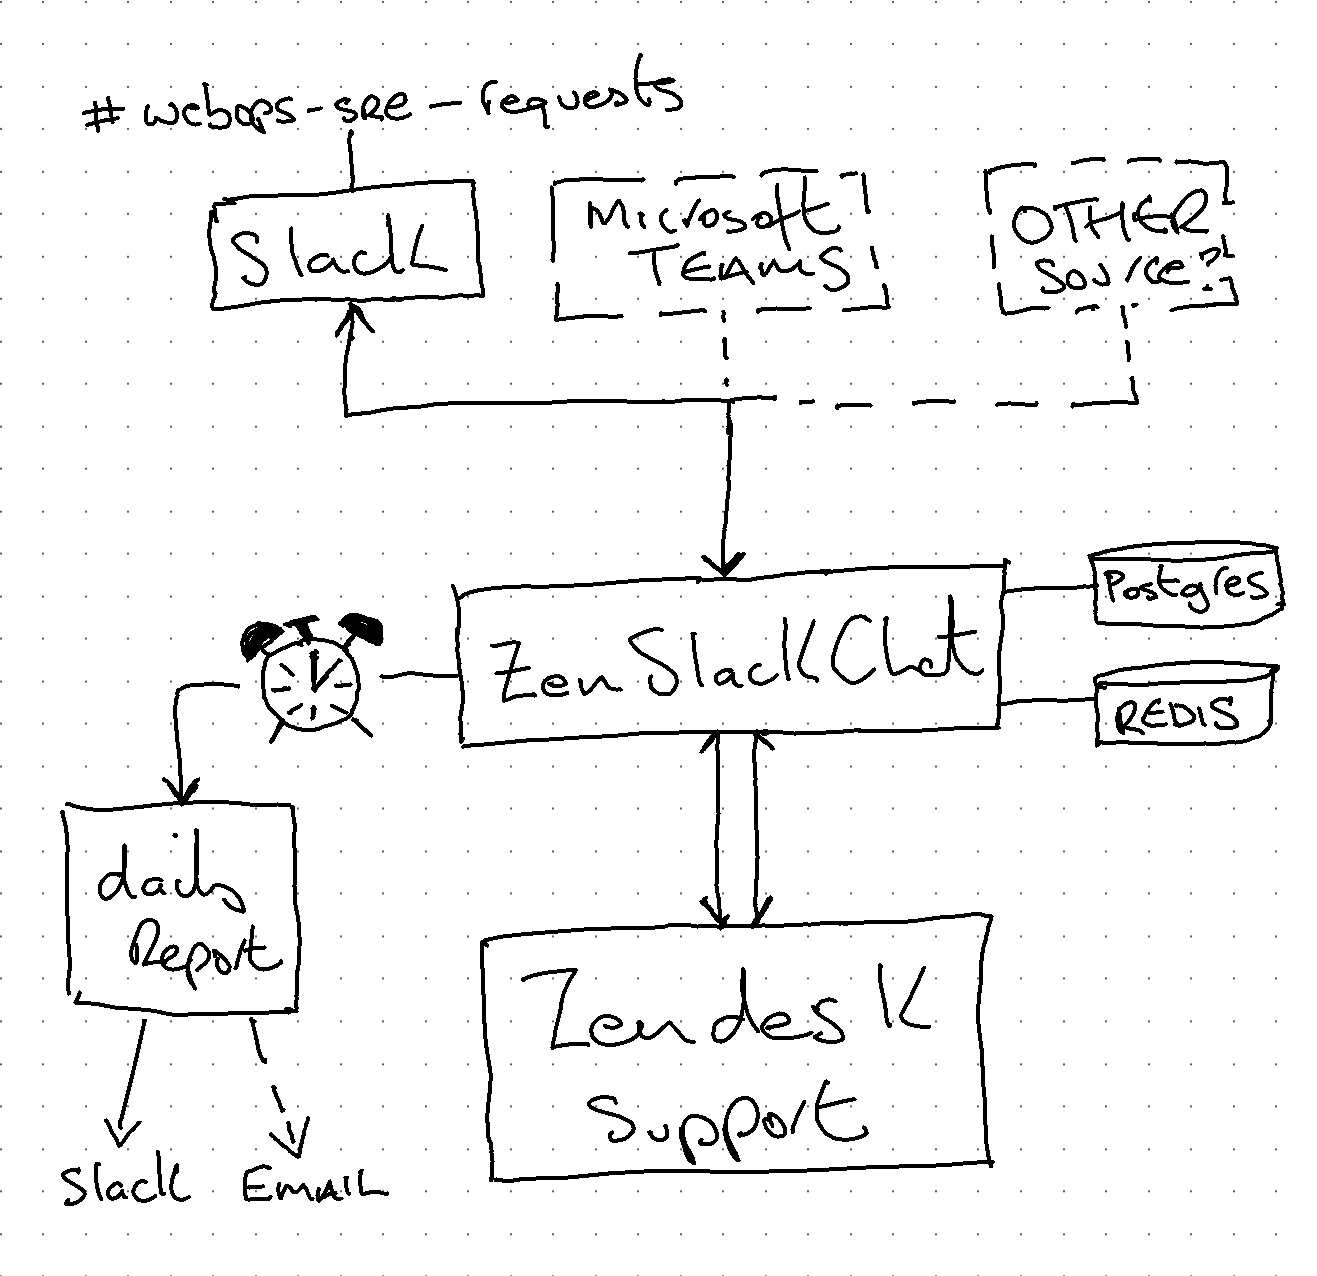 #webops-sre-requests
Slack
Microsoft
TEAMS
OTHER
Source?
ZenSlackChat
Postgres
REDIS
daily
Report
Zendesk
Support
Slack
EMAIL